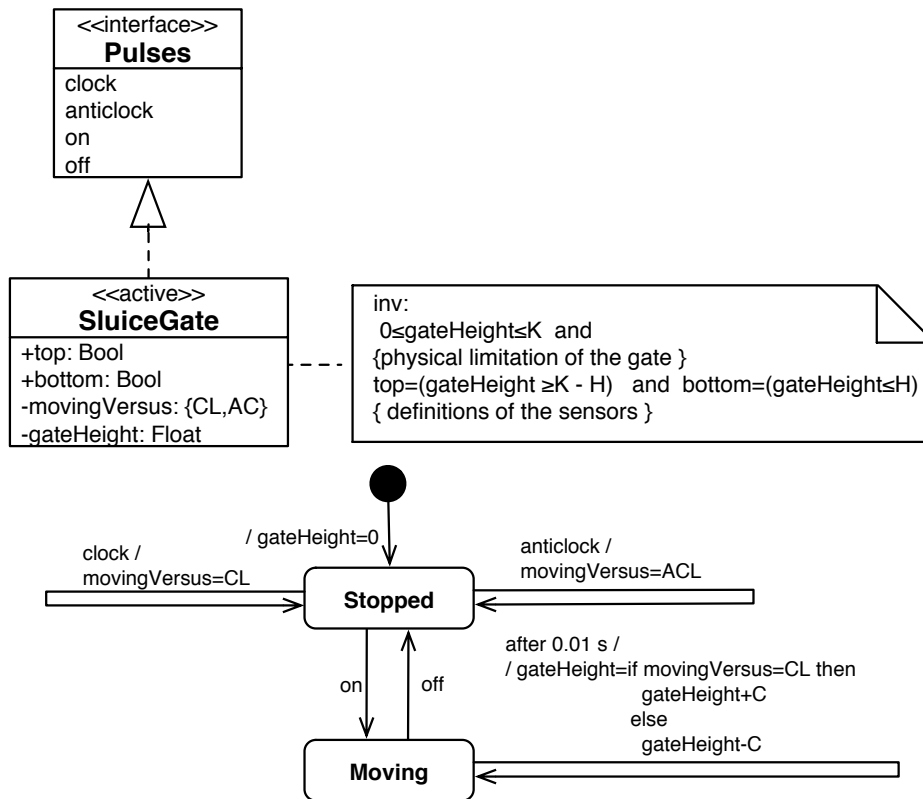 <<interface>>
Pulses
clock
anticlock
on
off
<<active>>
SluiceGate
+top: Bool
+bottom: Bool
-movingVersus: {CL,AC}
-gateHeight: Float
inv:
0≤gateHeight≤K and
{physical limitation of the gate }
top=(gateHeight ≥K - H) and bottom=(gateHeight≤H)
{ definitions of the sensors }
/ gateHeight=0
clock /
movingVersus=CL
anticlock /
movingVersus=ACL
Stopped
on
off
after 0.01 s /
/ gateHeight=if movingVersus=CL then
gateHeight+C
else
gateHeight-C
Moving